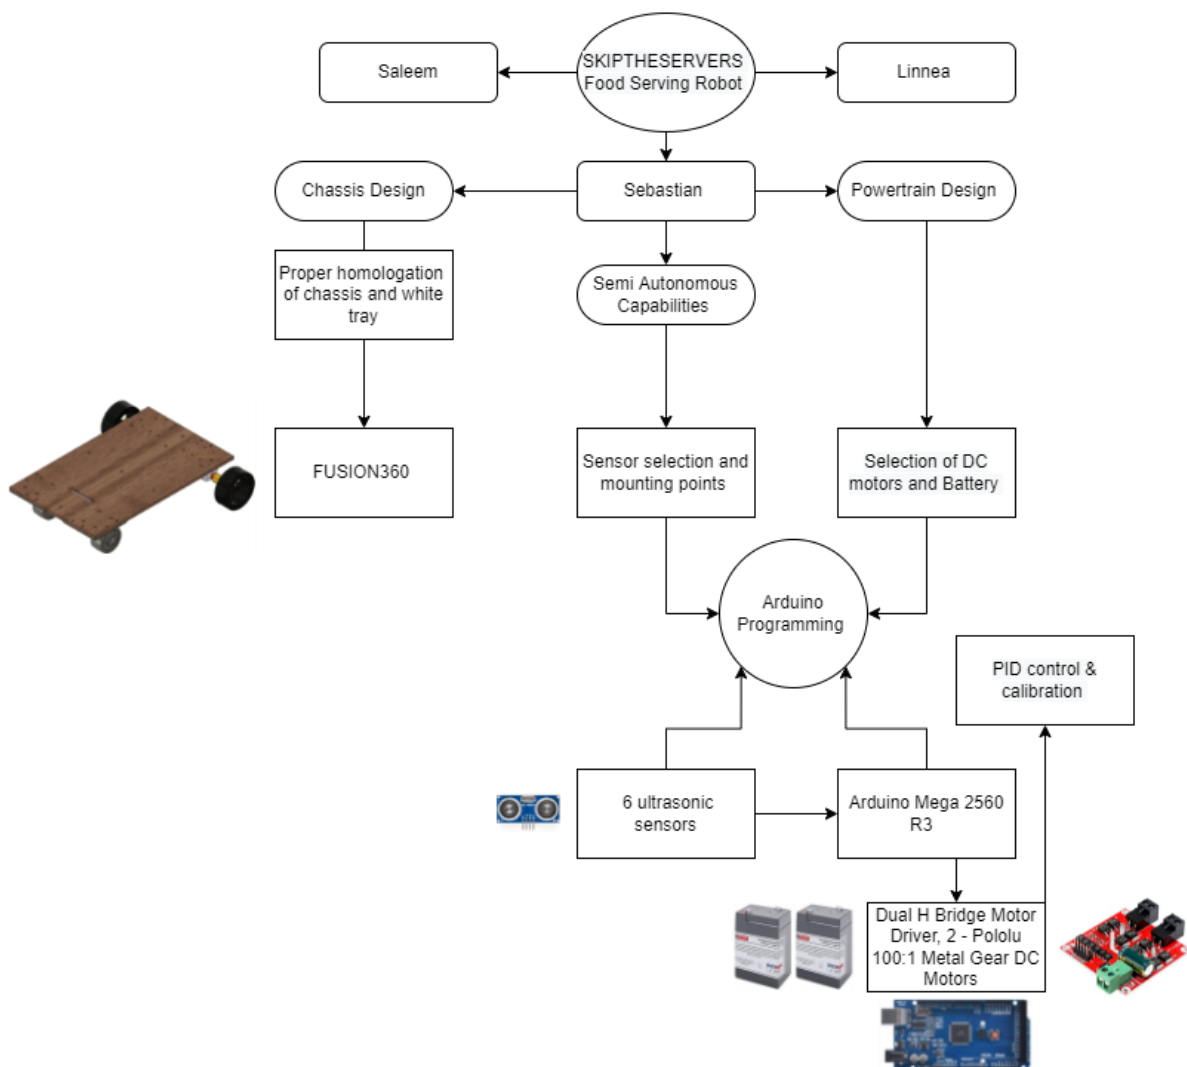 SKIPTHESERVERS
Food Serving Robot
Saleem
Linnea
Chassis Design
Sebastian
Powertrain Design
Proper homologation
of chassis and white
tray
Semi Autonomous
Capabilities
FUSION360
Sensor selection and
mounting points
Selection of DC
motors and Battery
Arduino
Programming
PID control &
calibration
6 ultrasonic
sensors
Arduino Mega 2560
R3
Dual H Bridge Motor
Driver, 2 - Pololu
100:1 Metal Gear DC
Motors